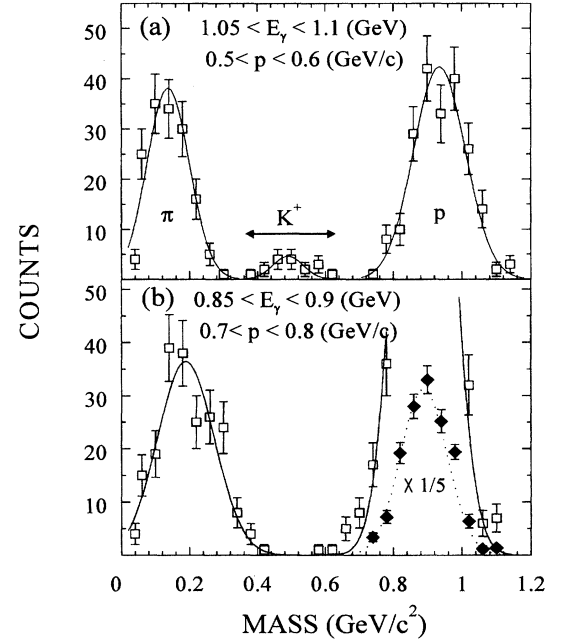 (a) 1.05 < Eγ < 1.1 (GeV)
0.5< p < 0.6 (GeV/c)
50
40
30
20
10
π
K+
p
COUNTS
(b) 0.85 < Eγ < 0.9 (GeV)
0.7< p < 0.8 (GeV/c)
50
40
30
20
10
X 1/5
0 0.2 0.4 0.6 0.8 1 1.2
MASS (GeV/c²)